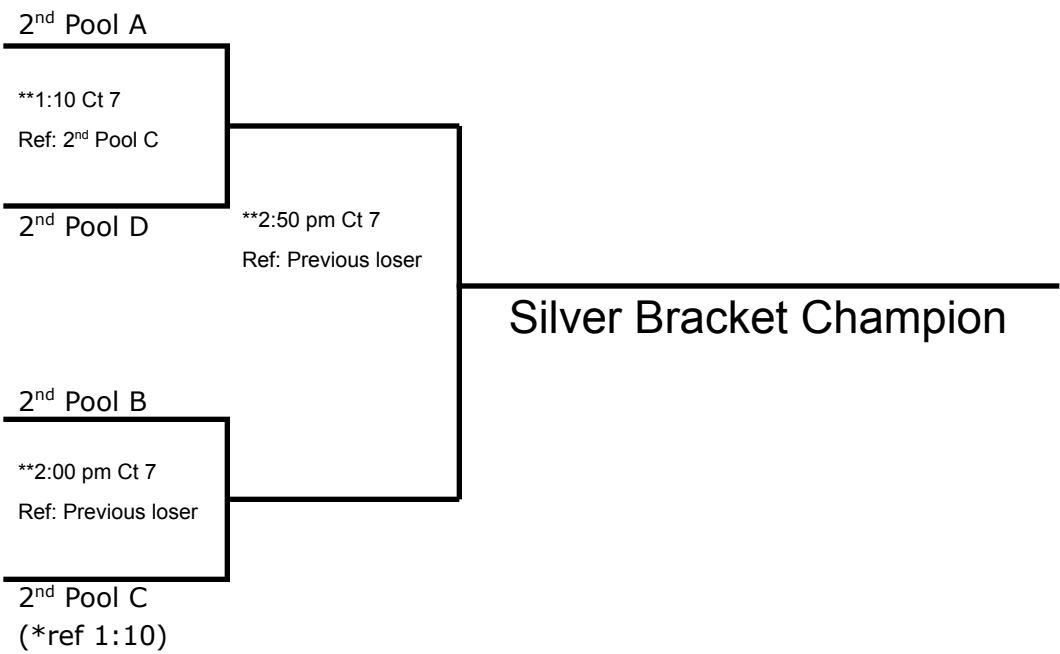 2nd Pool A
**1:10 Ct 7
Ref: 2nd Pool C
2nd Pool D
**2:50 pm Ct 7
Ref: Previous loser
Silver Bracket Champion
2nd Pool B
**2:00 pm Ct 7
Ref: Previous loser
2nd Pool C
(*ref 1:10)